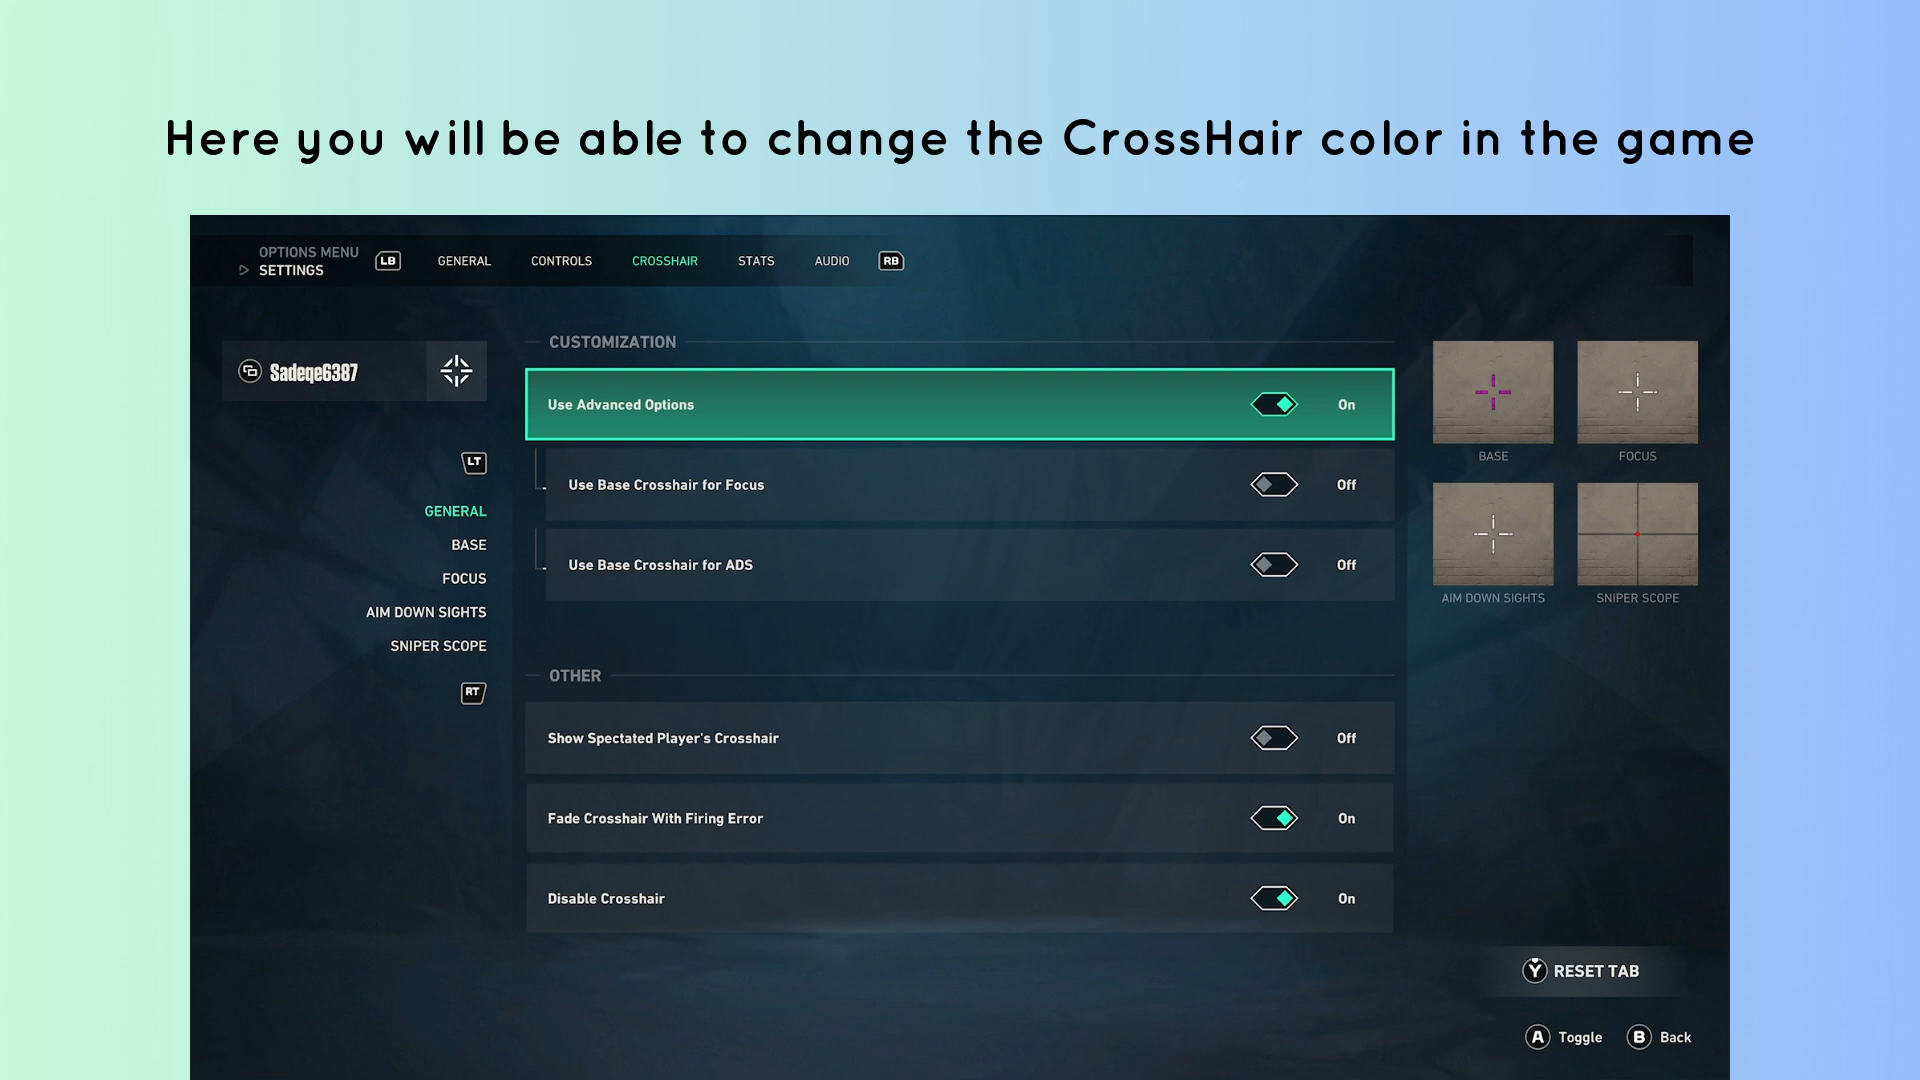 Here you will be able to change the CrossHair color in the game
OPTIONS MENU
SETTINGS
LB
GENERAL
CONTROLS
CROSSHAIR
STATS
AUDIO
RB
Sadeqe6387
LT
GENERAL
BASE
FOCUS
AIM DOWN SIGHTS
SNIPER SCOPE
RT
CUSTOMIZATION
Use Advanced Options On
Use Base Crosshair for Focus Off
Use Base Crosshair for ADS Off
OTHER
Show Spectated Player's Crosshair Off
Fade Crosshair With Firing Error On
Disable Crosshair On
BASE
FOCUS
AIM DOWN SIGHTS
SNIPER SCOPE
Y RESET TAB
A Toggle
B Back